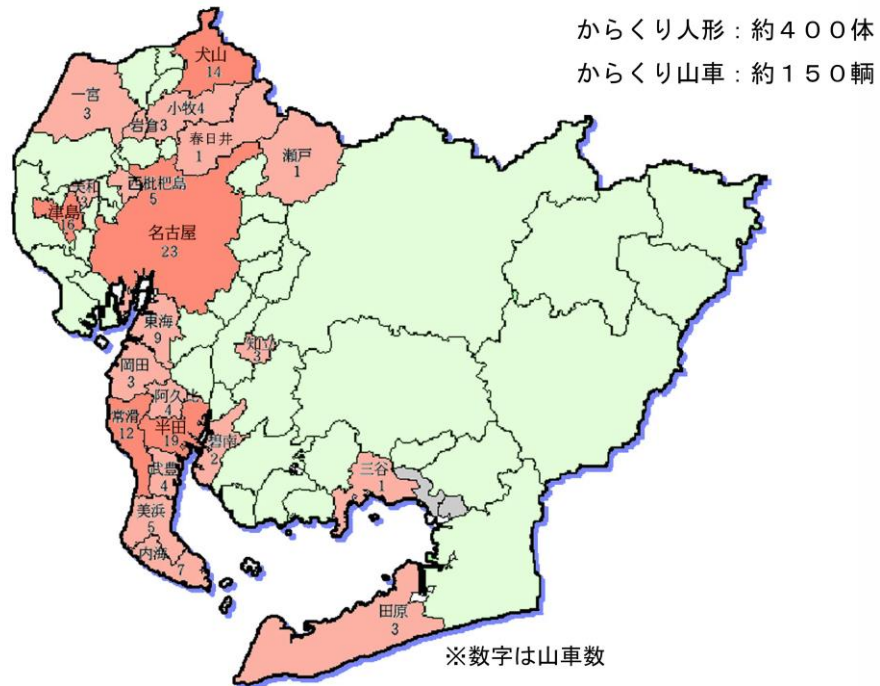 からくり人形：約４００体
からくり山車：約１５０輌
犬山
14
一宮
3
小牧4
岩倉3
春日井
1
瀬戸
1
美和
3
西枇杷島
5
津島
16
名古屋
23
東海
9
知立
3
岡田
3
阿久比
4
常滑
12
半田
19
碧南
2
武豊
4
三谷
1
美浜
5
内海
7
田原
3
※数字は山車数